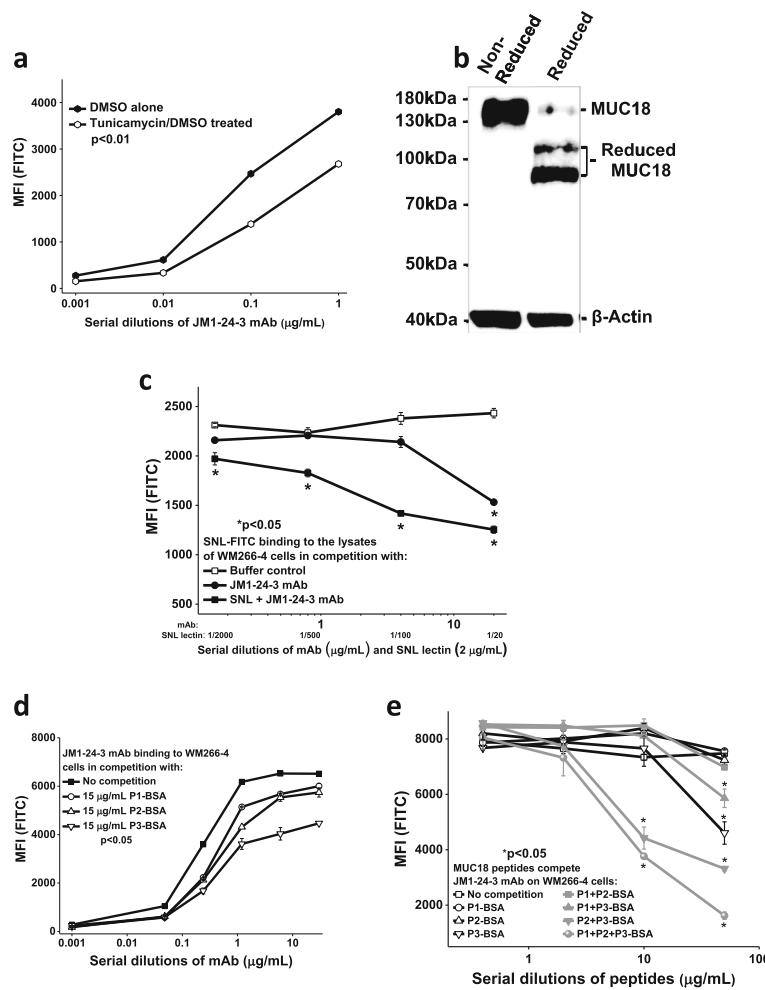 a
MFI (FITC)
4000
3000
2000
1000
0
DMSO alone
Tunicamycin/DMSO treated
p<0.01
0.001 0.01 0.1 1
Serial dilutions of JM1-24-3 mAb (μg/mL)
b
Non-
Reduced
Reduced
180kDa
130kDa
100kDa
70kDa
50kDa
40kDa
MUC18
Reduced
MUC18
β-Actin
c
MFI (FITC)
2500
2000
1500
1000
500
* * * * *
*p<0.05
SNL-FITC binding to the lysates
of WM266-4 cells in competition with:
Buffer control
JM1-24-3 mAb
SNL + JM1-24-3 mAb
mAb: 1 10
SNL lectin: 1/2000 1/500 1/100 1/20
Serial dilutions of mAb (μg/mL) and SNL lectin (2 μg/mL)
d
MFI (FITC)
8000
6000
4000
2000
0
JM1-24-3 mAb binding to WM266-4
cells in competition with:
No competition
15 μg/mL P1-BSA
15 μg/mL P2-BSA
15 μg/mL P3-BSA
p<0.05
0.001 0.01 0.1 1 10
Serial dilutions of mAb (μg/mL)
e
MFI (FITC)
8000
6000
4000
2000
* * * * * *
*p<0.05
MUC18 peptides compete
JM1-24-3 mAb on WM266-4 cells:
No competition P1+P2-BSA
P1-BSA P1+P3-BSA
P2-BSA P2+P3-BSA
P3-BSA P1+P2+P3-BSA
1 10 100
Serial dilutions of peptides (μg/mL)